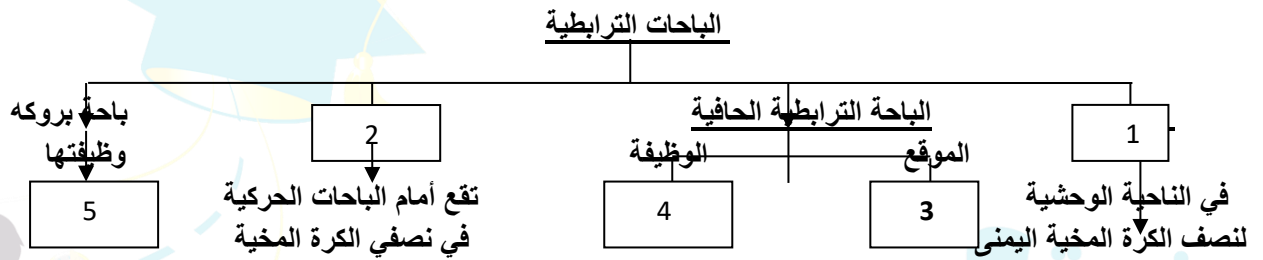 الباحات الترابطية
1
الباحة الترابطية الحافية
2
باحة بروكه
الموقع
الوظيفة
وظيفتها
في الناحية الوحشية
لنصف الكرة المخية اليمنى
3
4
تقع أمام الباحات الحركية
في نصفي الكرة المخية
5